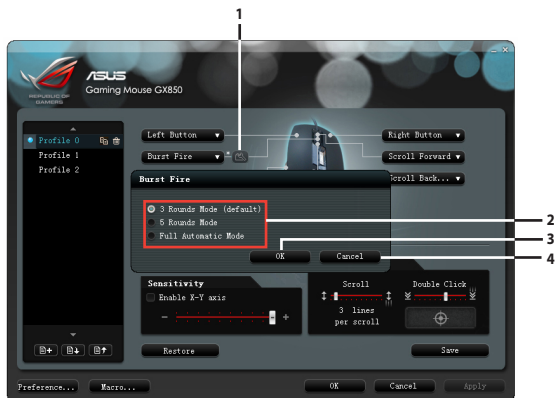 1
REPUBLIC OF
GAMERS
ASUS
Gaming Mouse GX850
Profile 0
Profile 1
Profile 2
Left Button
Right Button
Burst Fire
Scroll Forward
Scroll Back...
Burst Fire
3 Rounds Mode (default)
5 Rounds Mode
Full Automatic Mode
OK
Cancel
2
3
4
Sensitivity
Enable X-Y axis
- +
Scroll
3 lines
per scroll
Double Click
Restore
Save
Preference...
Macro...
OK
Cancel
Apply